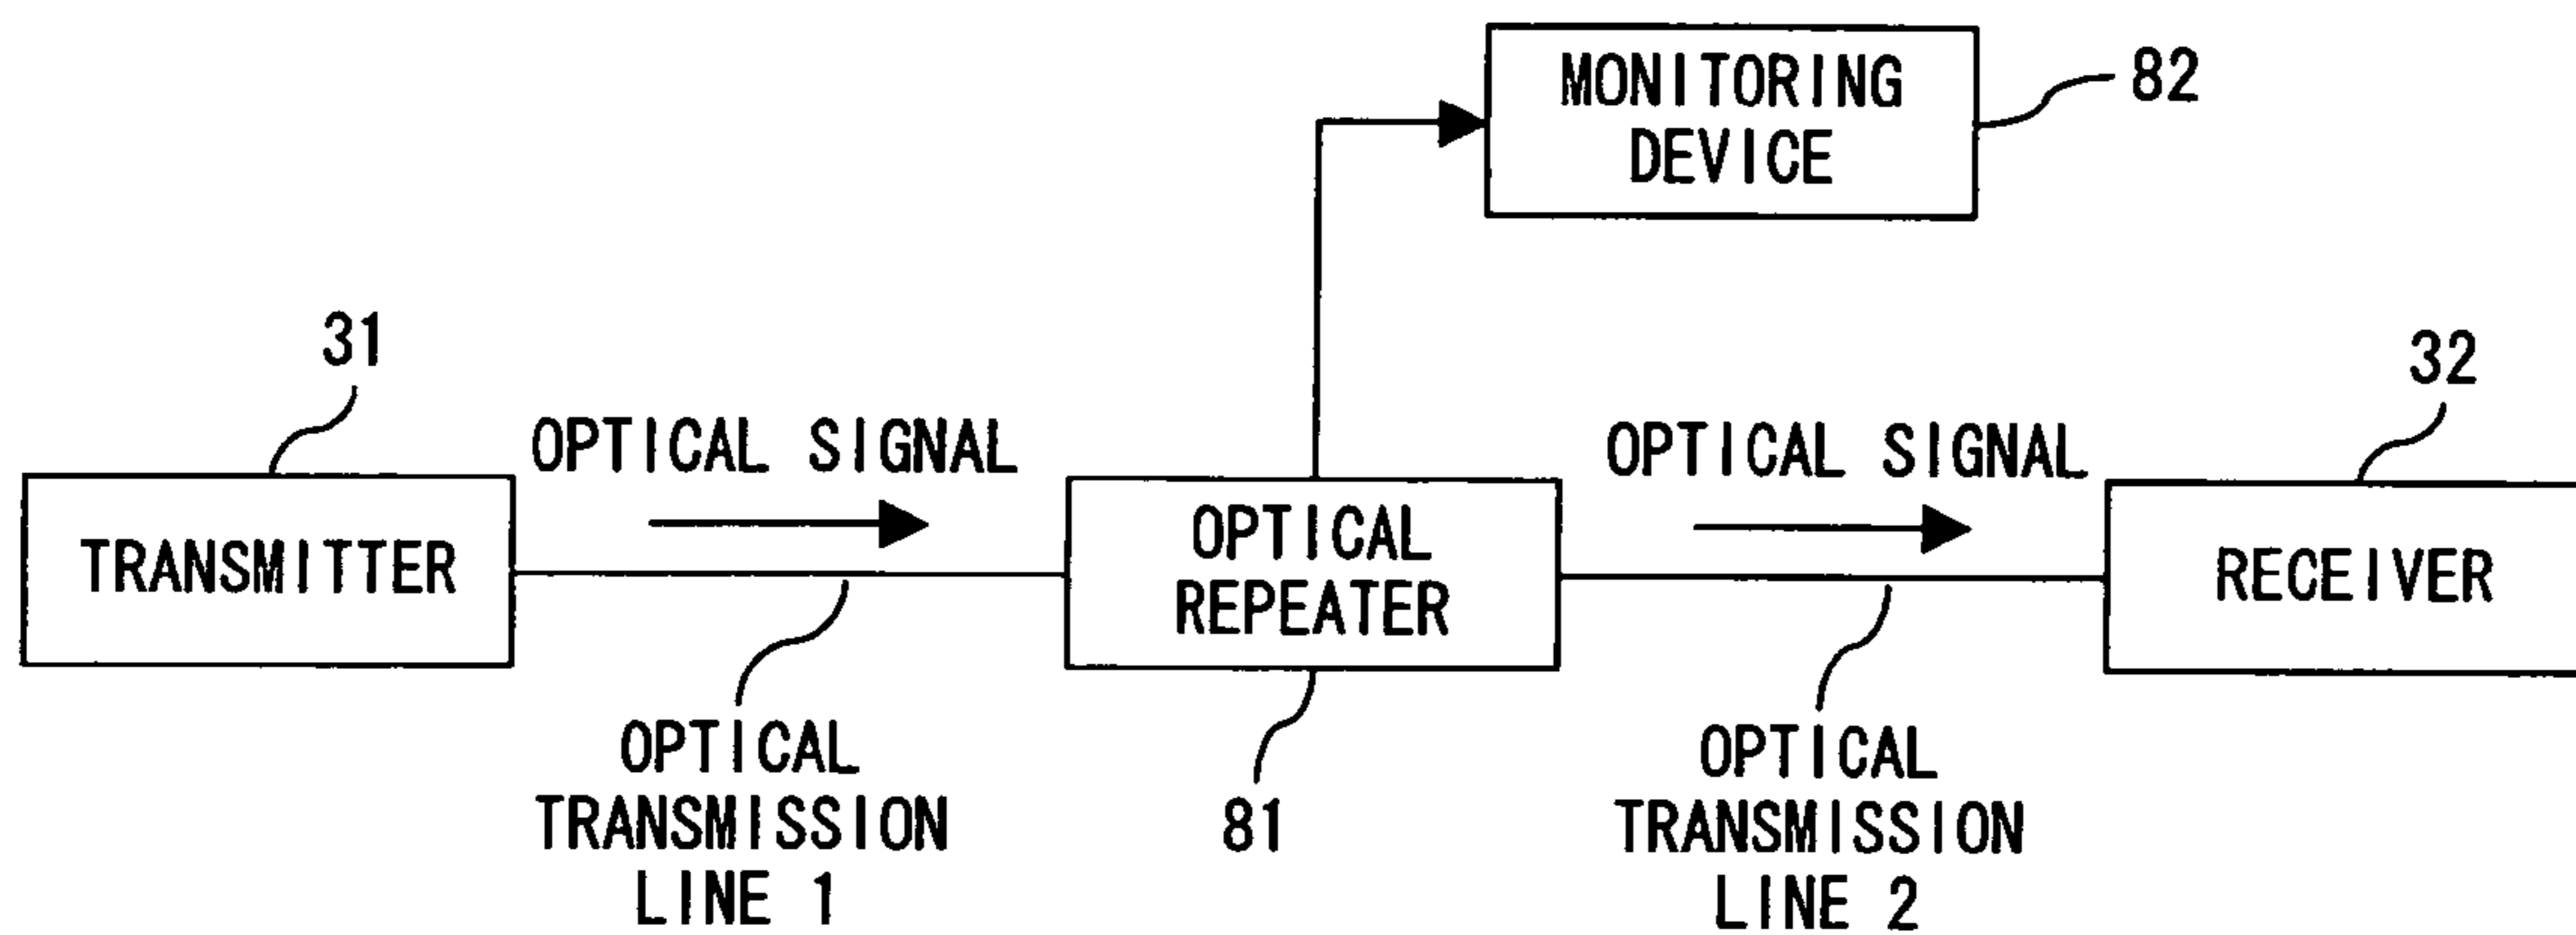 MONITORING
DEVICE
82
31
32
OPTICAL SIGNAL
OPTICAL SIGNAL
TRANSMITTER
OPTICAL
REPEATER
RECEIVER
OPTICAL
TRANSMISSION
LINE 1
81
OPTICAL
TRANSMISSION
LINE 2